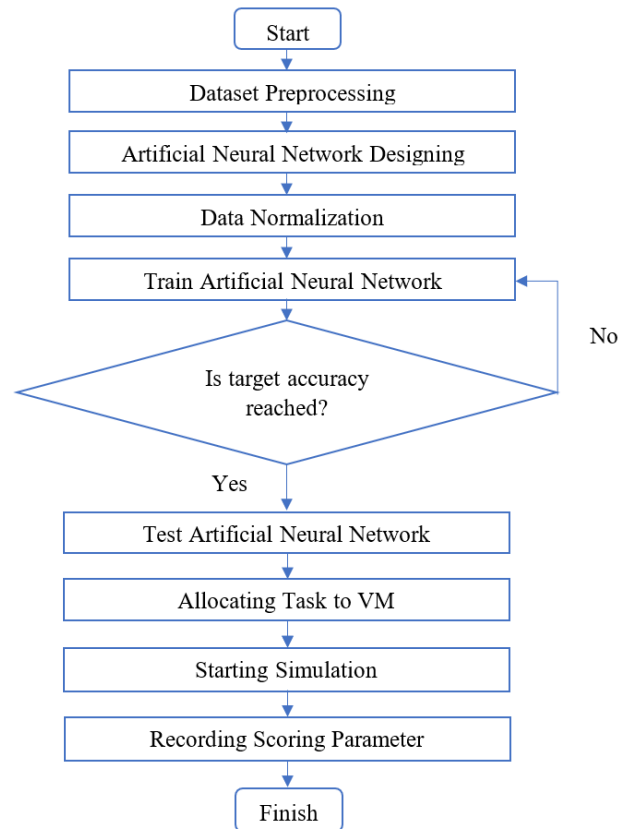 Start
Dataset Preprocessing
Artificial Neural Network Designing
Data Normalization
Train Artificial Neural Network
No
Is target accuracy
reached?
Yes
Test Artificial Neural Network
Allocating Task to VM
Starting Simulation
Recording Scoring Parameter
Finish